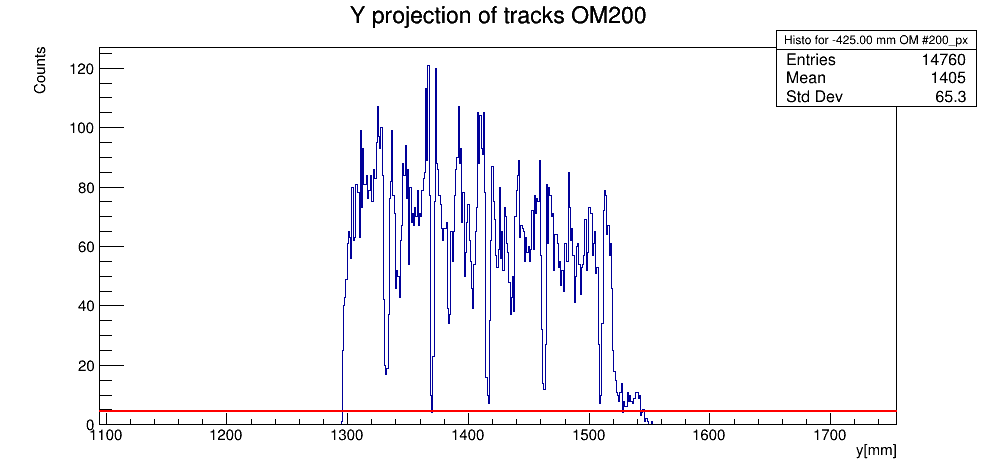 Y projection of tracks OM200
Histo for -425.00 mm OM #200_px
Entries 14760
Mean 1405
Std Dev 65.3
Counts
120
100
80
60
40
20
0
1100 1200 1300 1400 1500 1600 1700
y[mm]